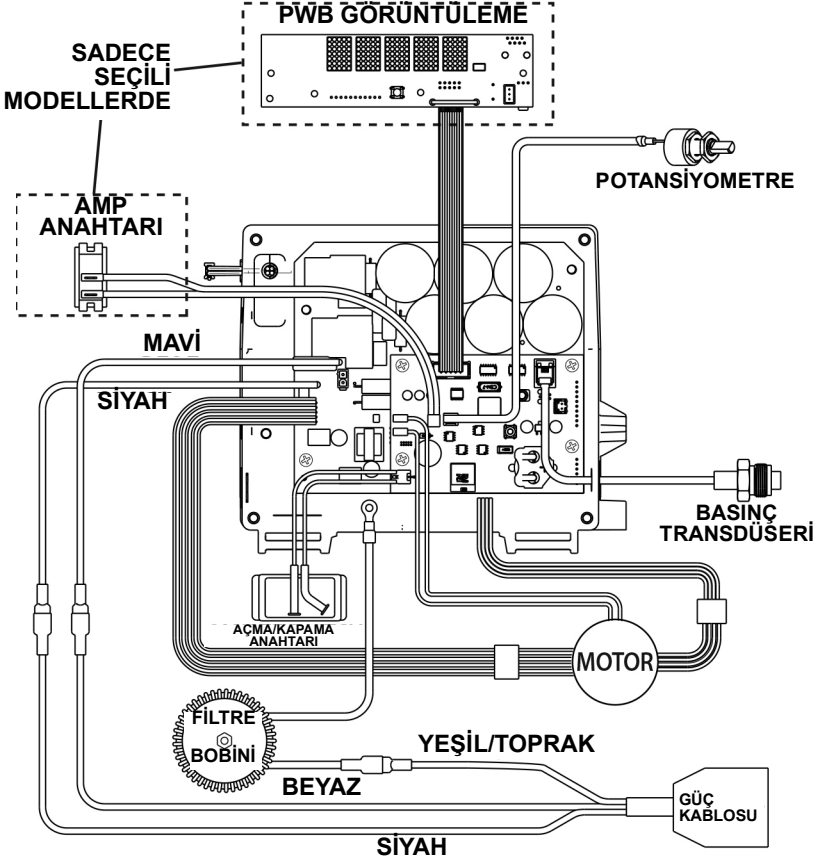 PWB GÖRÜNTÜLEME
SADECE
SEÇİLİ
MODELLERDE
POTANSİYOMETRE
AMP
ANAHTARI
MAVİ
SİYAH
BASINÇ
TRANSDÜSERİ
AÇMA/KAPAMA
ANAHTARI
MOTOR
FİLTRE
BOBİNİ
YEŞİL/TOPRAK
BEYAZ
GÜÇ
KABLOSU
SİYAH